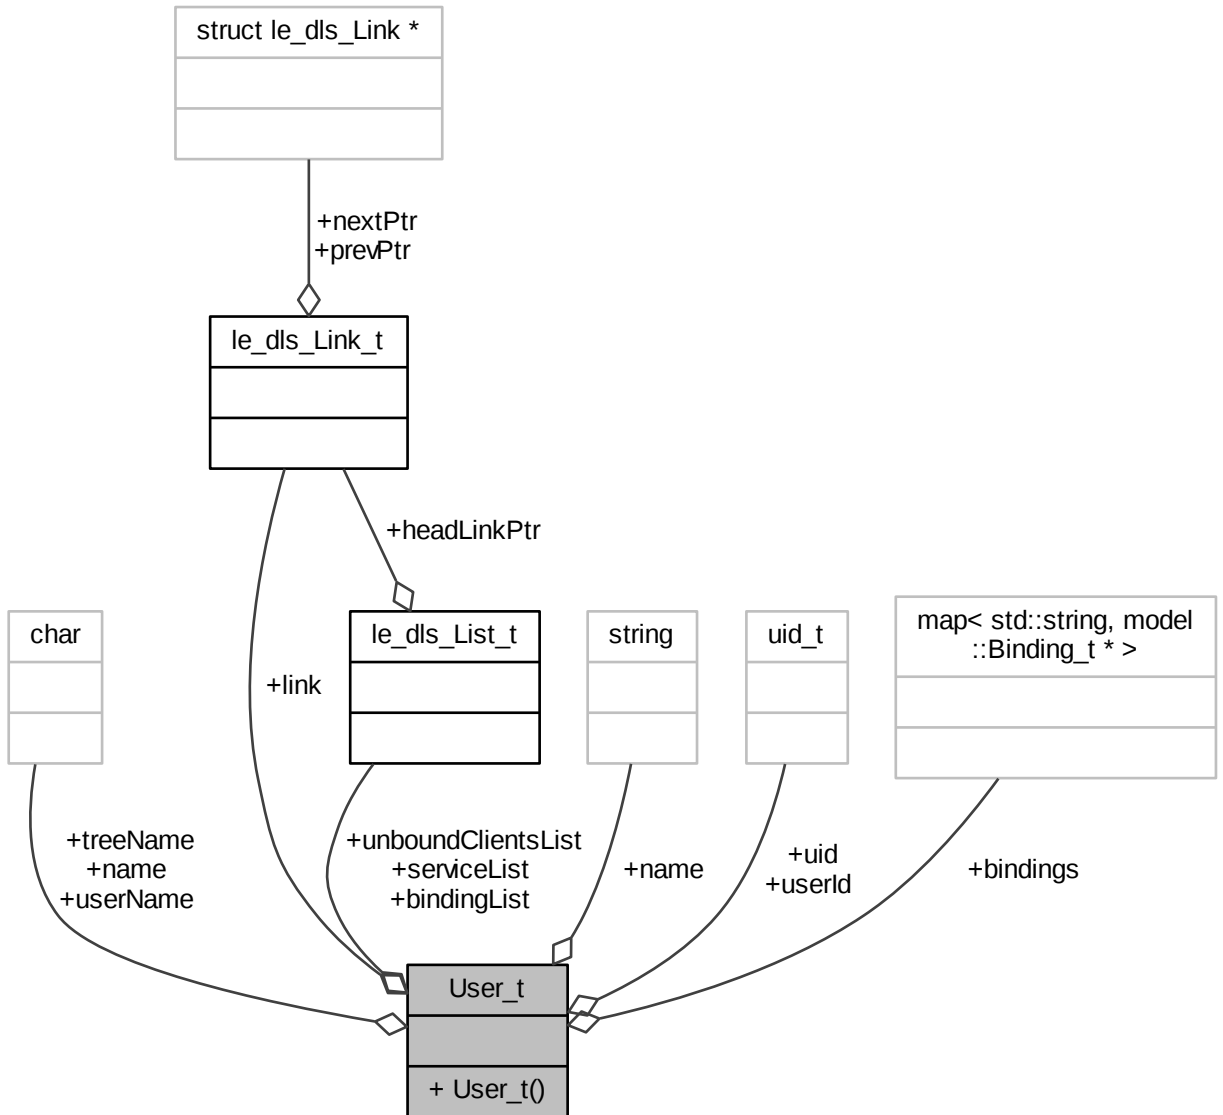 struct le_dls_Link *
+nextPtr
+prevPtr
le_dls_Link_t
+headLinkPtr
+link
char
le_dls_List_t
string
uid_t
map< std::string, model
::Binding_t * >
+treeName
+name
+userName
+unboundClientsList
+serviceList
+bindingList
+name
+uid
+userId
+bindings
User_t
+ User_t()